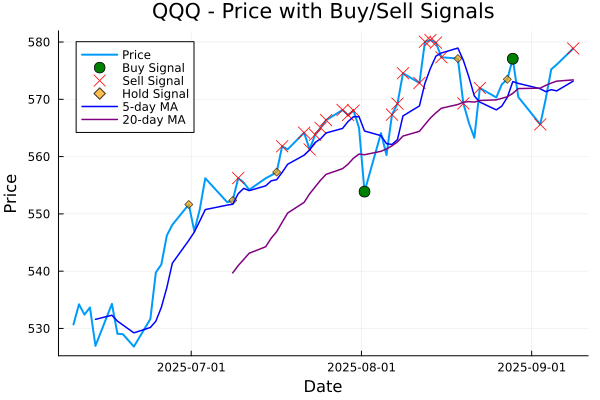 QQQ - Price with Buy/Sell Signals
Price
Buy Signal
Sell Signal
Hold Signal
5-day MA
20-day MA
580
570
560
550
540
530
Price
2025-07-01
2025-08-01
2025-09-01
Date